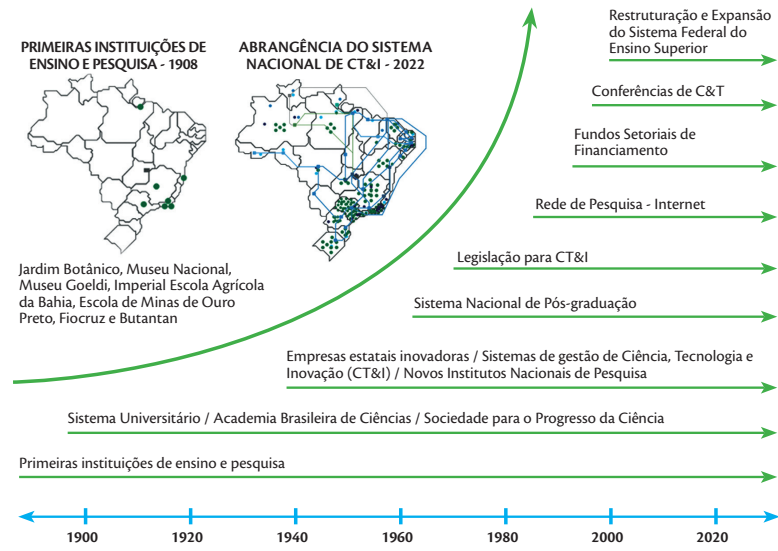 PRIMEIRAS INSTITUIÇÕES DE
ENSINO E PESQUISA - 1908
ABRANGÊNCIA DO SISTEMA
NACIONAL DE CT&I - 2022
Jardim Botânico, Museu Nacional,
Museu Goeldi, Imperial Escola Agrícola
da Bahia, Escola de Minas de Ouro
Preto, Fiocruz e Butantan
Restruturação e Expansão
do Sistema Federal do
Ensino Superior
Conferências de C&T
Fundos Setoriais de
Financiamento
Rede de Pesquisa - Internet
Legislação para CT&I
Sistema Nacional de Pós-graduação
Empresas estatais inovadoras / Sistemas de gestão de Ciência, Tecnologia e
Inovação (CT&I) / Novos Institutos Nacionais de Pesquisa
Sistema Universitário / Academia Brasileira de Ciências / Sociedade para o Progresso da Ciência
Primeiras instituições de ensino e pesquisa
1900 1920 1940 1960 1980 2000 2020